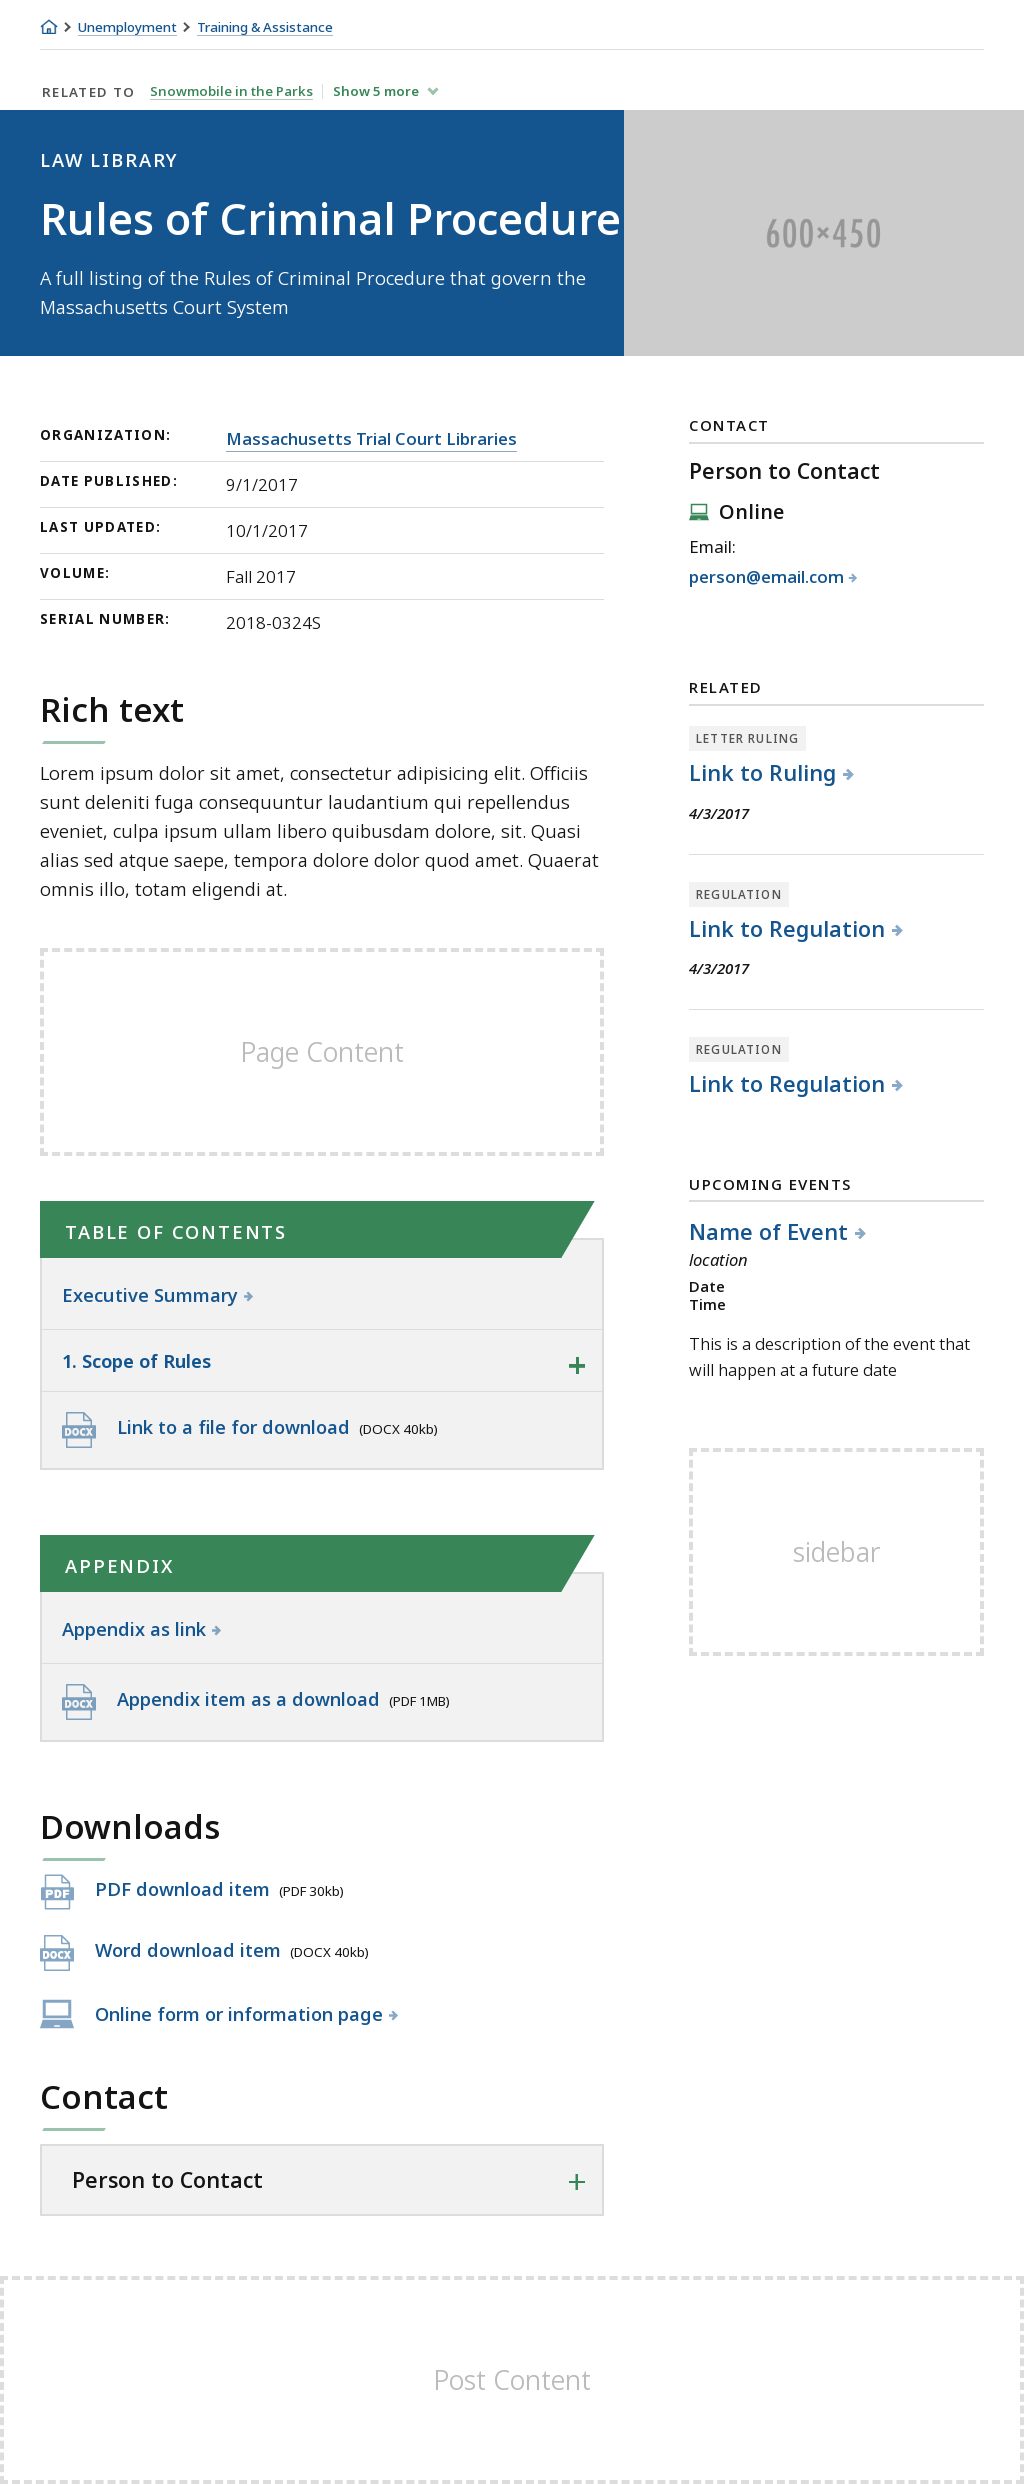 Unemployment Training & Assistance
RELATED TO Snowmobile in the Parks Show 5 more
LAW LIBRARY
Rules of Criminal Procedure
A full listing of the Rules of Criminal Procedure that govern the
Massachusetts Court System
600×450
ORGANIZATION: Massachusetts Trial Court Libraries
DATE PUBLISHED: 9/1/2017
LAST UPDATED: 10/1/2017
VOLUME: Fall 2017
SERIAL NUMBER: 2018-0324S
Rich text
Lorem ipsum dolor sit amet, consectetur adipisicing elit. Officiis
sunt deleniti fuga consequuntur laudantium qui repellendus
eveniet, culpa ipsum ullam libero quibusdam dolore, sit. Quasi
alias sed atque saepe, tempora dolore dolor quod amet. Quaerat
omnis illo, totam eligendi at.
Page Content
TABLE OF CONTENTS
Executive Summary
1. Scope of Rules
DOCX Link to a file for download (DOCX 40kb)
APPENDIX
Appendix as link
DOCX Appendix item as a download (PDF 1MB)
Downloads
PDF PDF download item (PDF 30kb)
DOCX Word download item (DOCX 40kb)
Online form or information page
Contact
Person to Contact
CONTACT
Person to Contact
Online
Email:
person@email.com
RELATED
LETTER RULING
Link to Ruling
4/3/2017
REGULATION
Link to Regulation
4/3/2017
REGULATION
Link to Regulation
UPCOMING EVENTS
Name of Event
location
Date
Time
This is a description of the event that
will happen at a future date
sidebar
Post Content